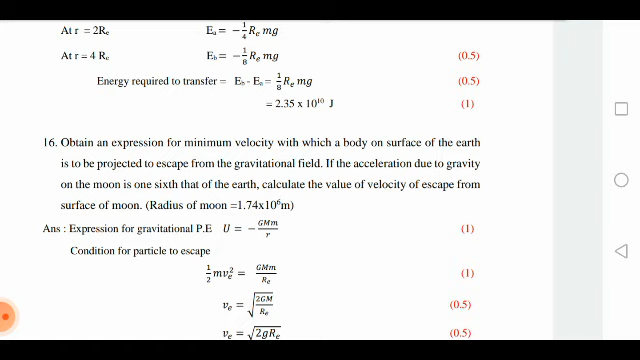 At r = 2Rₑ Eₐ = −1/4 Rₑ mg
At r = 4 Rₑ E_b = −1/8 Rₑ mg (0.5)
Energy required to transfer = E_b - Eₐ = 1/8 Rₑ mg (0.5)
= 2.35 x 10¹⁰ J (1)
16. Obtain an expression for minimum velocity with which a body on surface of the earth
is to be projected to escape from the gravitational field. If the acceleration due to gravity
on the moon is one sixth that of the earth, calculate the value of velocity of escape from
surface of moon. (Radius of moon =1.74x10⁶m)
Ans : Expression for gravitational P.E U = − GMm/r (1)
Condition for particle to escape
1/2 mvₑ² = GMm/Rₑ (1)
vₑ = √(2GM/Rₑ) (0.5)
vₑ = √(2gRₑ) (0.5)